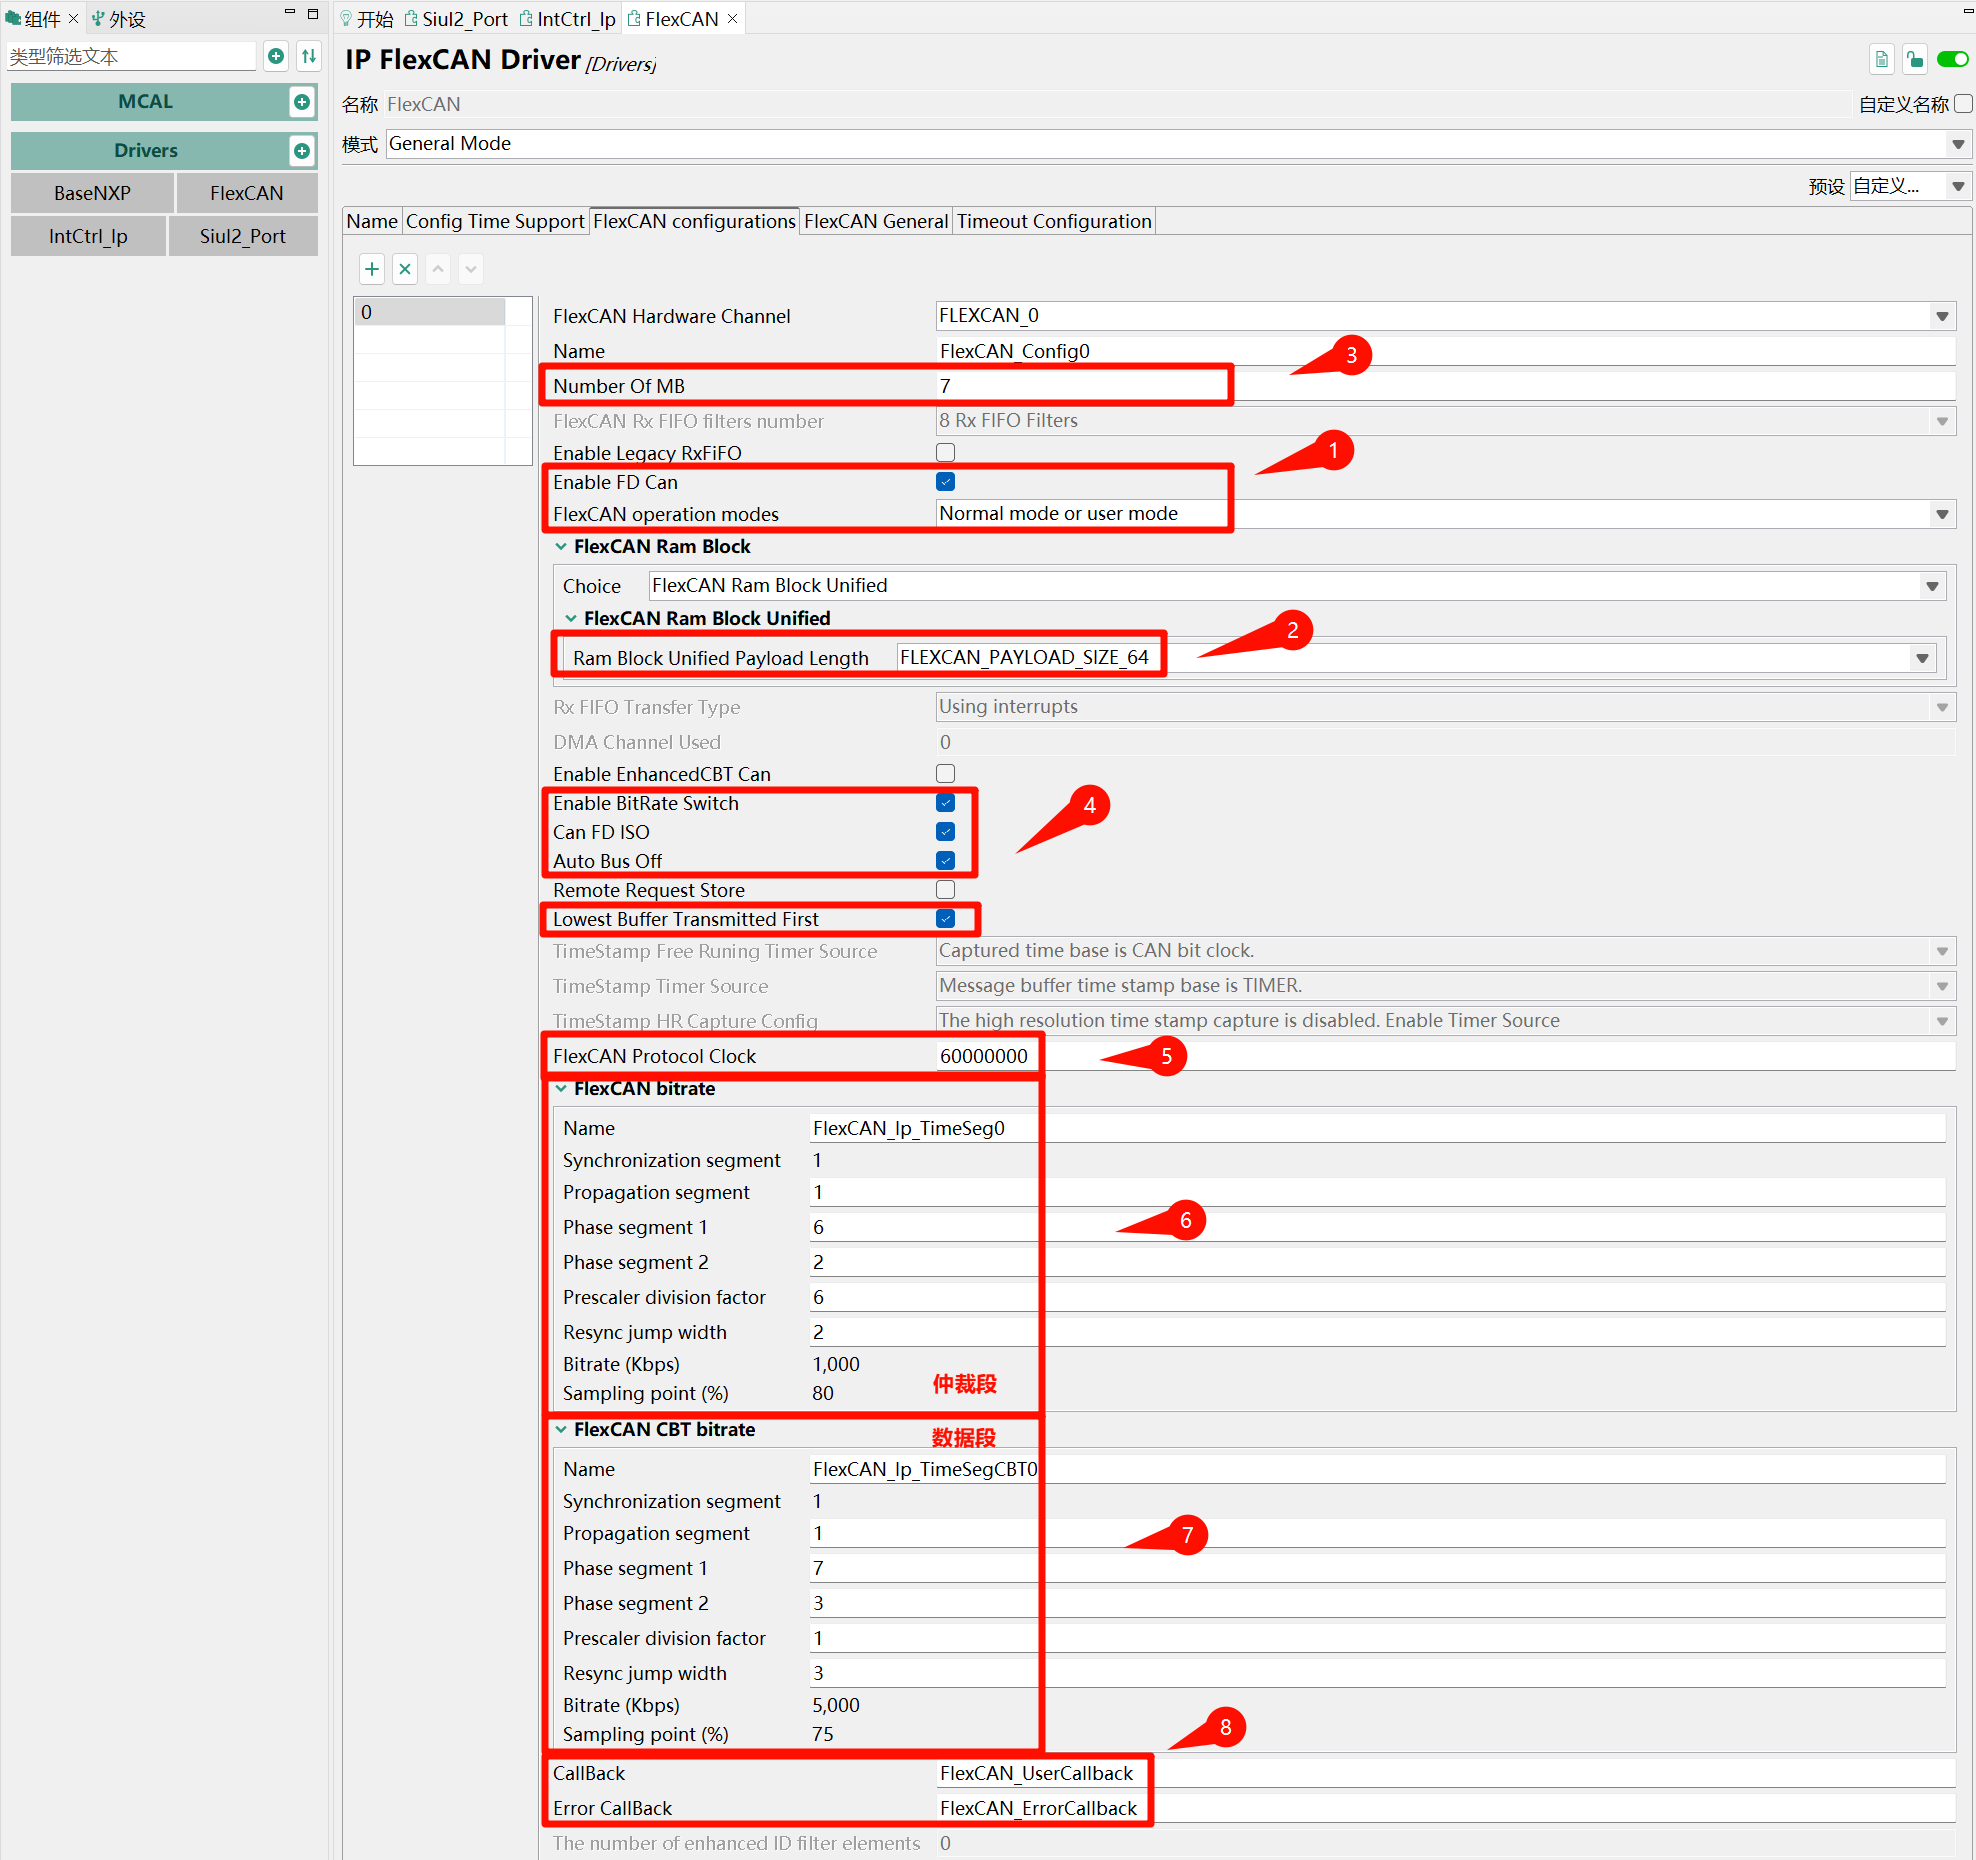 组件 外设
类型筛选文本
MCAL
Drivers
BaseNXP FlexCAN
IntCtrl_Ip Siul2_Port
开始 Siul2_Port IntCtrl_Ip FlexCAN
IP FlexCAN Driver [Drivers]
名称 FlexCAN 自定义名称
模式 General Mode
预设 自定义...
Name Config Time Support FlexCAN configurations FlexCAN General Timeout Configuration
0
FlexCAN Hardware Channel FLEXCAN_0
Name FlexCAN_Config0
3
Number Of MB 7
FlexCAN Rx FIFO filters number 8 Rx FIFO Filters
Enable Legacy RxFiFO
1
Enable FD Can
FlexCAN operation modes Normal mode or user mode
FlexCAN Ram Block
Choice FlexCAN Ram Block Unified
FlexCAN Ram Block Unified
2
Ram Block Unified Payload Length FLEXCAN_PAYLOAD_SIZE_64
Rx FIFO Transfer Type Using interrupts
DMA Channel Used 0
Enable EnhancedCBT Can
Enable BitRate Switch
4
Can FD ISO
Auto Bus Off
Remote Request Store
Lowest Buffer Transmitted First
TimeStamp Free Runing Timer Source Captured time base is CAN bit clock.
TimeStamp Timer Source Message buffer time stamp base is TIMER.
TimeStamp HR Capture Config The high resolution time stamp capture is disabled. Enable Timer Source
FlexCAN Protocol Clock 60000000
5
FlexCAN bitrate
Name FlexCAN_Ip_TimeSeg0
Synchronization segment 1
Propagation segment 1
Phase segment 1 6
6
Phase segment 2 2
Prescaler division factor 6
Resync jump width 2
Bitrate (Kbps) 1,000
Sampling point (%) 80
仲裁段
FlexCAN CBT bitrate
数据段
Name FlexCAN_Ip_TimeSegCBT0
Synchronization segment 1
Propagation segment 1
7
Phase segment 1 7
Phase segment 2 3
Prescaler division factor 1
Resync jump width 3
Bitrate (Kbps) 5,000
Sampling point (%) 75
8
CallBack FlexCAN_UserCallback
Error CallBack FlexCAN_ErrorCallback
The number of enhanced ID filter elements 0